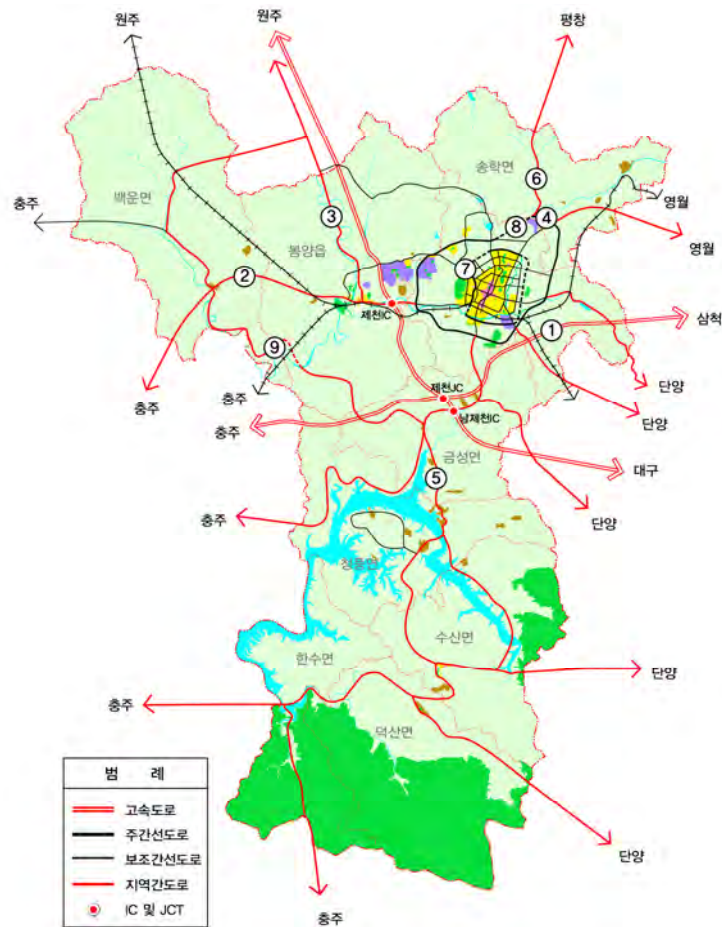 원주
원주
평창
송학면
백운면
⑥
영월
충주
③
⑧
④
봉양읍
영월
⑦
②
제천IC
삼척
①
⑨
단양
제천JC
충주
충주
단양
충주
남제천IC
대구
금성면
⑤
단양
충주
청풍면
수산면
한수면
단양
충주
덕산면
범 례
고속도로
주간선도로
보조간선도로
지역간도로
IC 및 JCT
단양
충주